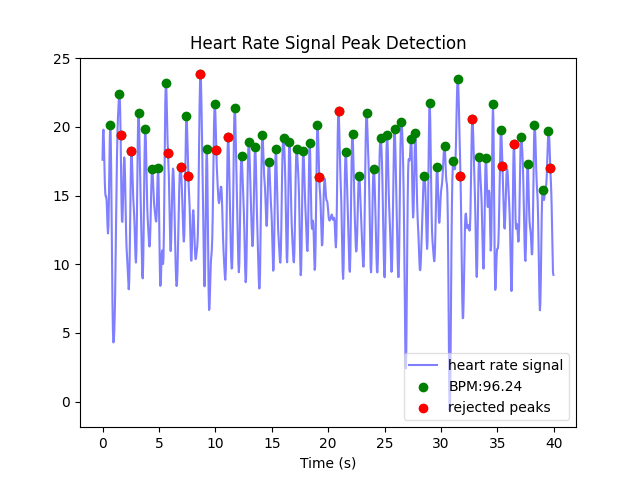 Heart Rate Signal Peak Detection
25
20
15
10
5
0
0 5 10 15 20 25 30 35 40
Time (s)
heart rate signal
BPM:96.24
rejected peaks